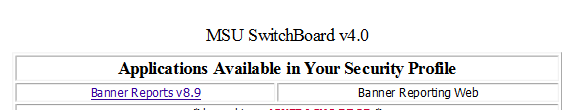 MSU SwitchBoard v4.0
Applications Available in Your Security Profile
Banner Reports v8.9 Banner Reporting Web